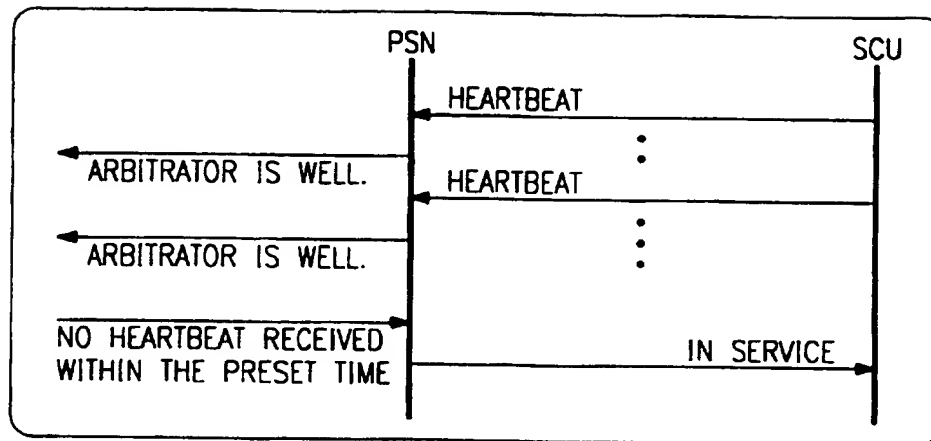 PSN
SCU
HEARTBEAT
ARBITRATOR IS WELL.
HEARTBEAT
ARBITRATOR IS WELL.
NO HEARTBEAT RECEIVED
WITHIN THE PRESET TIME
IN SERVICE